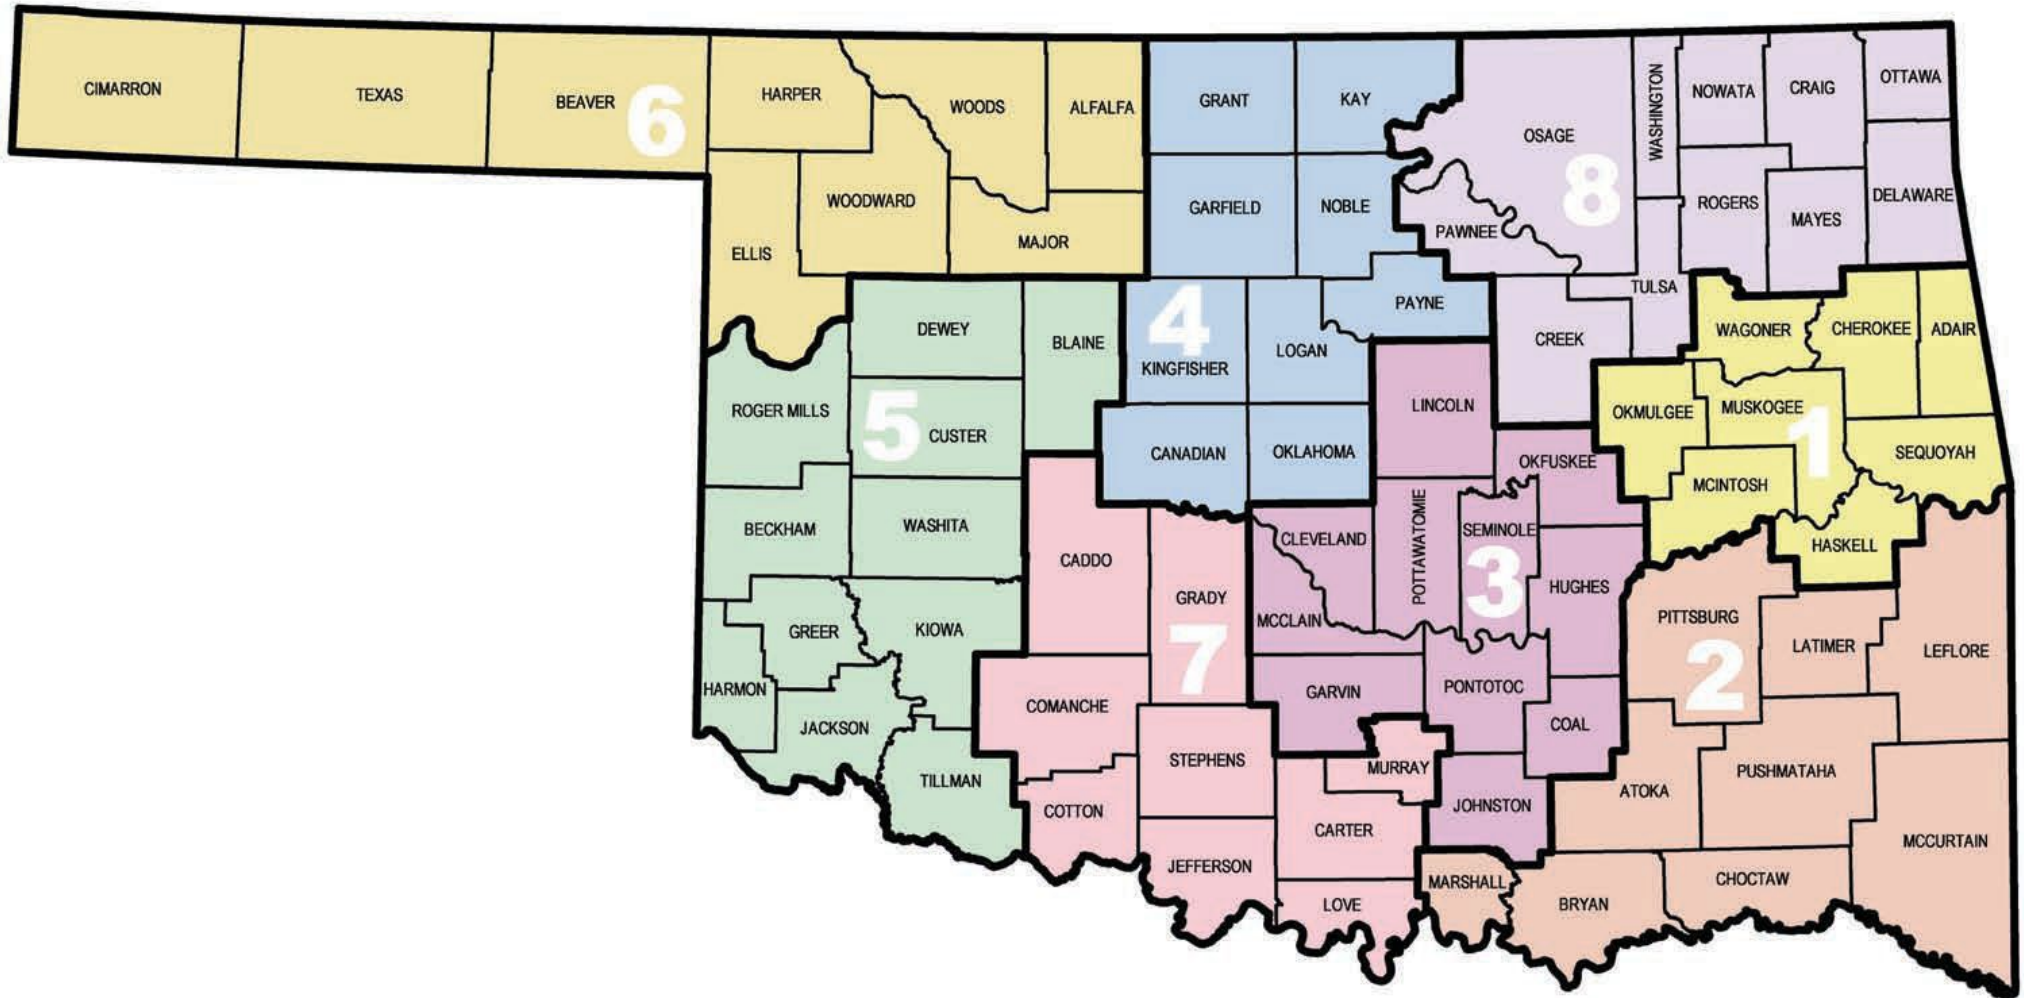 CIMARRON
TEXAS
BEAVER
6
HARPER
WOODS
ALFALFA
WOODWARD
MAJOR
ELLIS
GRANT
KAY
GARFIELD
NOBLE
4
KINGFISHER
LOGAN
PAYNE
CANADIAN
OKLAHOMA
OSAGE
8
WASHINGTON
NOWATA
CRAIG
OTTAWA
ROGERS
MAYES
DELAWARE
PAWNEE
TULSA
CREEK
WAGONER
CHEROKEE
ADAIR
OKMULGEE
MUSKOGEE
1
SEQUOYAH
MCINTOSH
HASKELL
DEWEY
BLAINE
ROGER MILLS
5
CUSTER
BECKHAM
WASHITA
GREER
KIOWA
HARMON
JACKSON
TILLMAN
CADDO
GRADY
7
COMANCHE
STEPHENS
COTTON
JEFFERSON
MURRAY
CARTER
LOVE
LINCOLN
OKFUSKEE
POTTAWATOMIE
SEMINOLE
CLEVELAND
3
HUGHES
MCCLAIN
GARVIN
PONTOTOC
COAL
JOHNSTON
PITTSBURG
2
LATIMER
LEFLORE
ATOKA
PUSHMATAHA
MCCURTAIN
MARSHALL
BRYAN
CHOCTAW